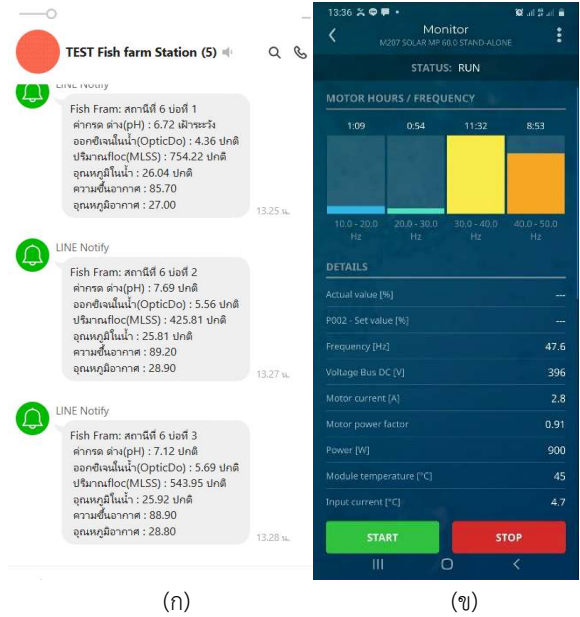 TEST Fish farm Station (5)
LINE Notify
Fish Fram: สถานีที่ 6 บ่อที่ 1
ค่ากรด ด่าง(pH) : 6.72 เฝ้าระวัง
ออกซิเจนในน้ำ(OpticDo) : 4.36 ปกติ
ปริมาณfloc(MLSS) : 754.22 ปกติ
อุณหภูมิในน้ำ : 26.04 ปกติ
ความชื้นอากาศ : 85.70
อุณหภูมิอากาศ : 27.00
13.25 น.
LINE Notify
Fish Fram: สถานีที่ 6 บ่อที่ 2
ค่ากรด ด่าง(pH) : 7.69 ปกติ
ออกซิเจนในน้ำ(OpticDo) : 5.56 ปกติ
ปริมาณfloc(MLSS) : 425.81 ปกติ
อุณหภูมิในน้ำ : 25.81 ปกติ
ความชื้นอากาศ : 89.20
อุณหภูมิอากาศ : 28.90
13.27 น.
LINE Notify
Fish Fram: สถานีที่ 6 บ่อที่ 3
ค่ากรด ด่าง(pH) : 7.12 ปกติ
ออกซิเจนในน้ำ(OpticDo) : 5.69 ปกติ
ปริมาณfloc(MLSS) : 543.95 ปกติ
อุณหภูมิในน้ำ : 25.92 ปกติ
ความชื้นอากาศ : 88.90
อุณหภูมิอากาศ : 28.80
13.28 น.
(ก)
13:36
Monitor
M207 SOLAR MP 60.0 STAND-ALONE
STATUS: RUN
MOTOR HOURS / FREQUENCY
1:09 0:54 11:32 8:53
10.0 - 20.0 20.0 - 30.0 30.0 - 40.0 40.0 - 50.0
Hz Hz Hz Hz
DETAILS
Actual value [%] ---
P002 - Set value [%] ---
Frequency [Hz] 47.6
Voltage Bus DC [V] 396
Motor current [A] 2.8
Motor power factor 0.91
Power [W] 900
Module temperature [°C] 45
Input current [°C] 4.7
START STOP
(ข)